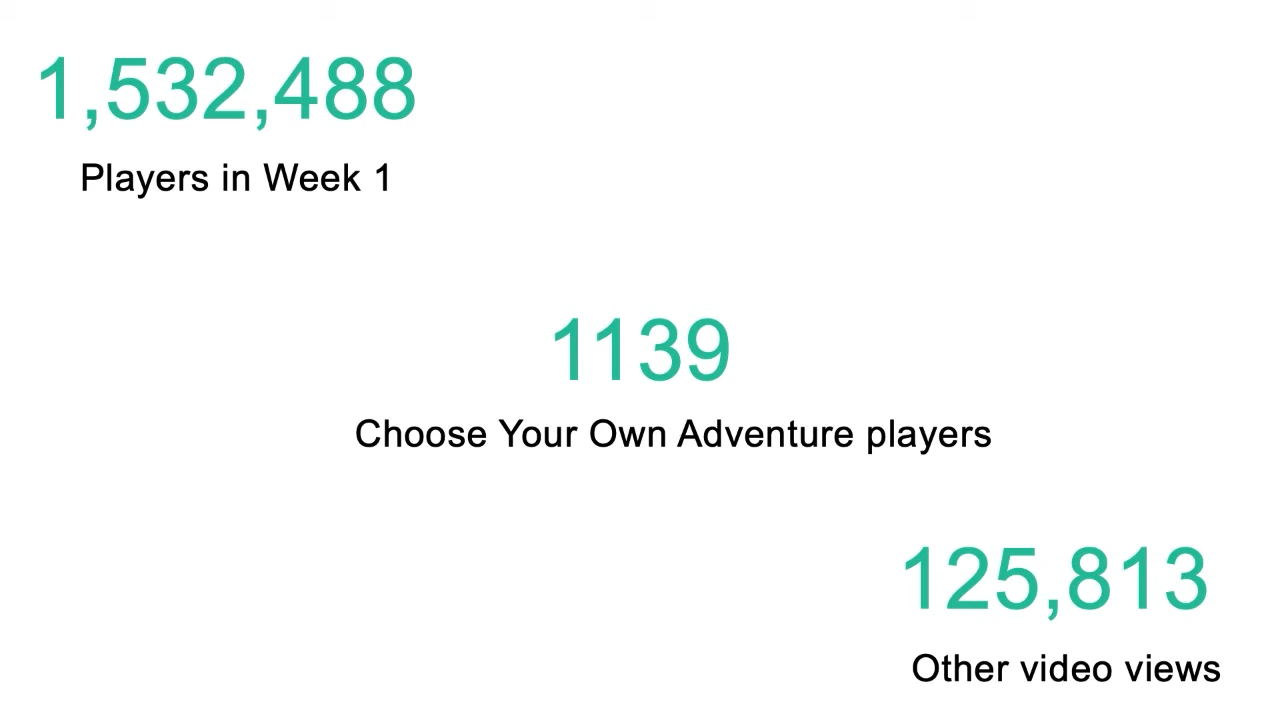 1,532,488
Players in Week 1
1139
Choose Your Own Adventure players
125,813
Other video views